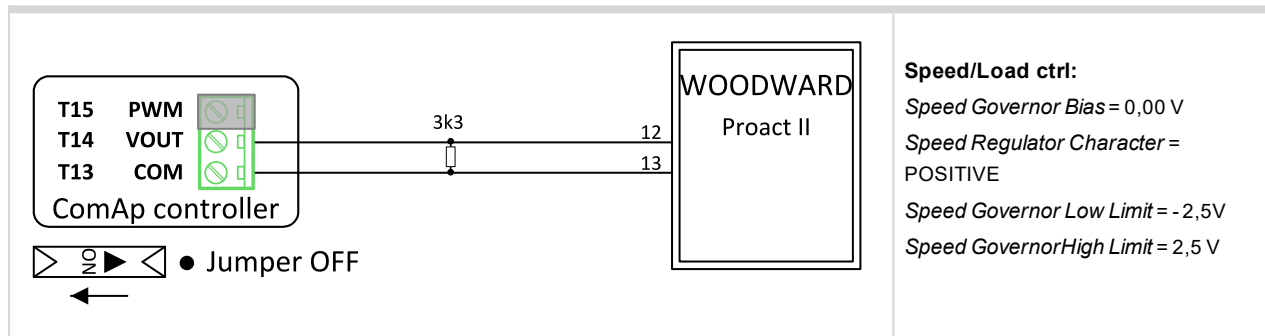 T15 PWM
T14 VOUT
T13 COM
ComAp controller
ON
Jumper OFF
3k3
12
13
WOODWARD
Proact II
Speed/Load ctrl:
Speed Governor Bias = 0,00 V
Speed Regulator Character =
POSITIVE
Speed Governor Low Limit = - 2,5V
Speed GovernorHigh Limit = 2,5 V